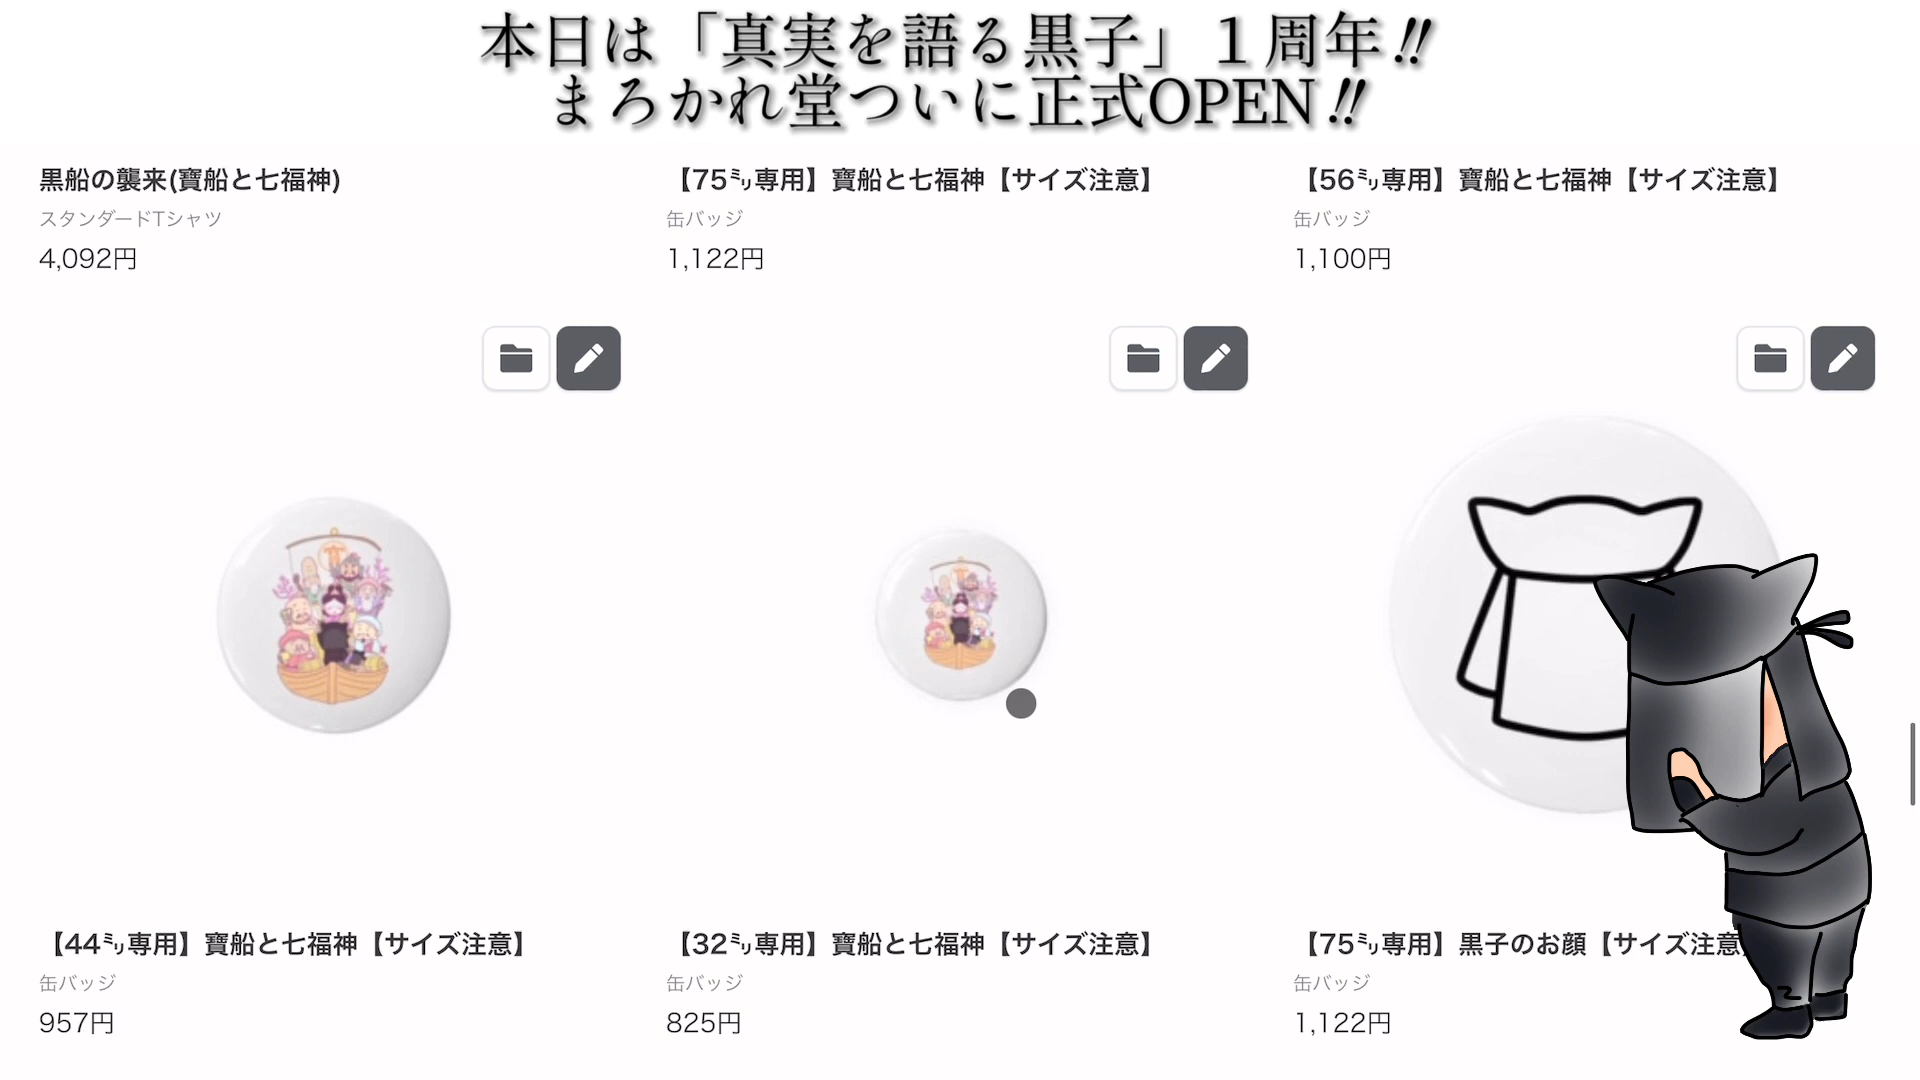 本日は「真実を語る黒子」１周年‼
まろかれ堂ついに正式OPEN‼
黒船の襲来(寶船と七福神)
スタンダードTシャツ
4,092円
【75㍉専用】寶船と七福神【サイズ注意】
缶バッジ
1,122円
【56㍉専用】寶船と七福神【サイズ注意】
缶バッジ
1,100円
【44㍉専用】寶船と七福神【サイズ注意】
缶バッジ
957円
【32㍉専用】寶船と七福神【サイズ注意】
缶バッジ
825円
【75㍉専用】黒子のお顔【サイズ注意
缶バッジ
1,122円